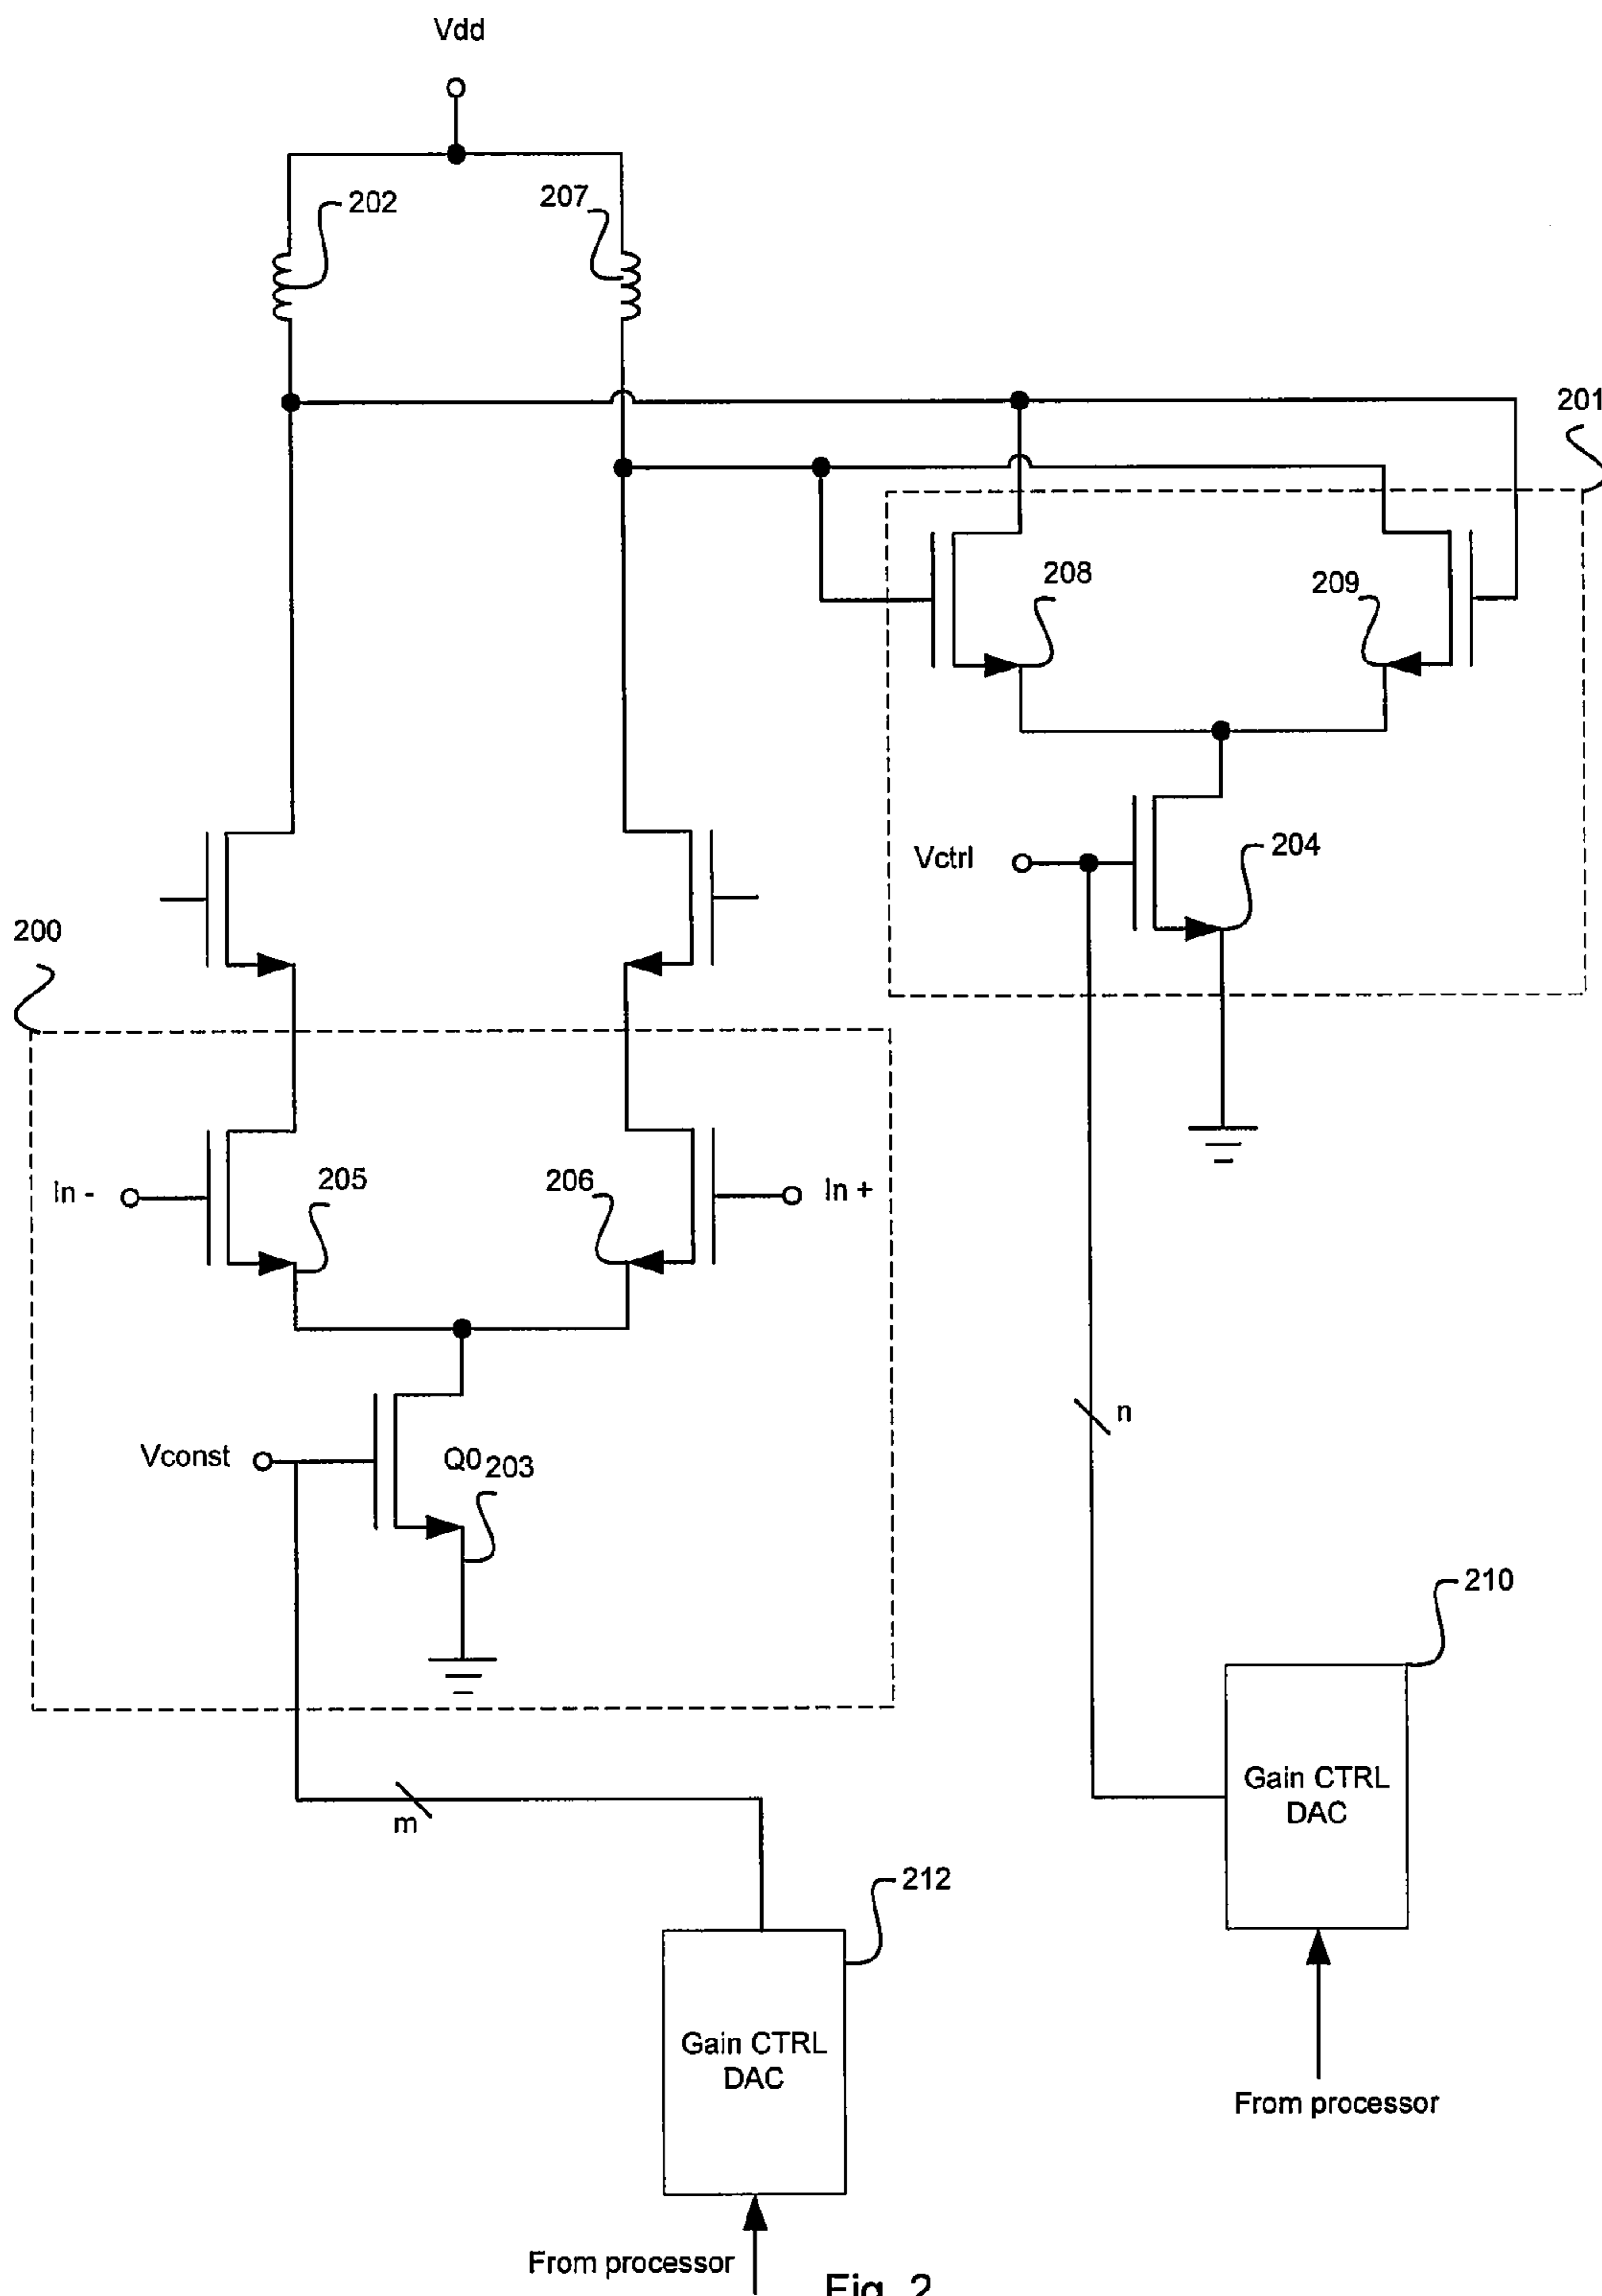 Vdd
202
207
201
208
209
Vctrl
204
200
In -
205
206
In +
n
Vconst
Q0
203
210
Gain CTRL
DAC
m
212
Gain CTRL
DAC
From processor
From processor
Fig. 2